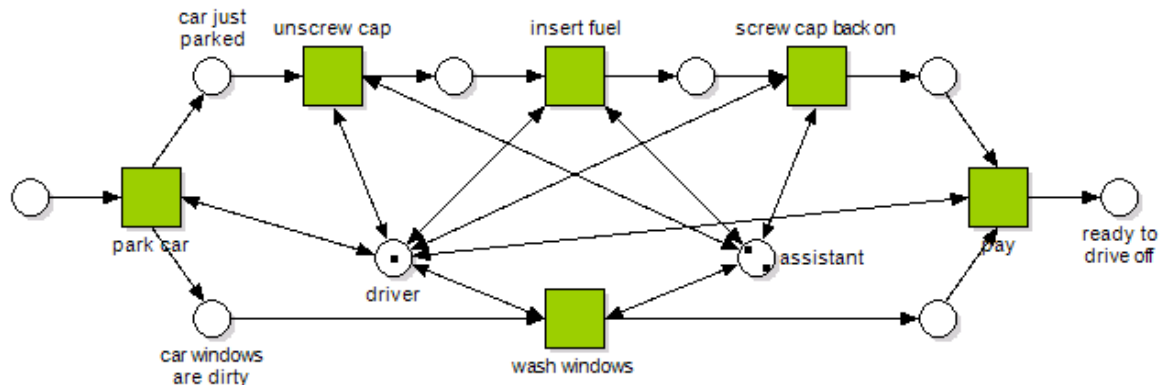 car just
parked
unscrew cap
insert fuel
screw cap back on
park car
driver
assistant
pay
ready to
drive off
car windows
are dirty
wash windows